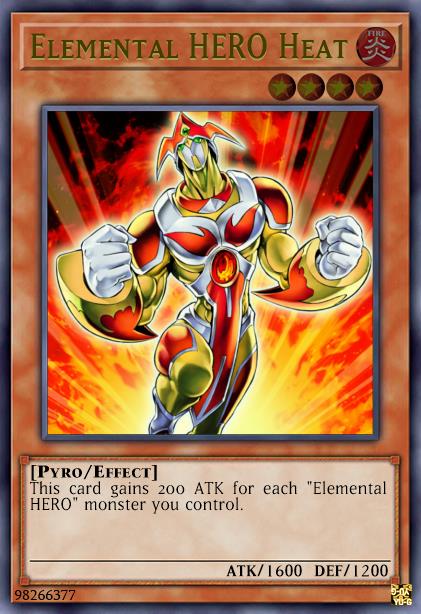 Elemental HERO Heat
FIRE
炎
[Pyro/Effect]
This card gains 200 ATK for each "Elemental
HERO" monster you control.
ATK/1600 DEF/1200
98266377